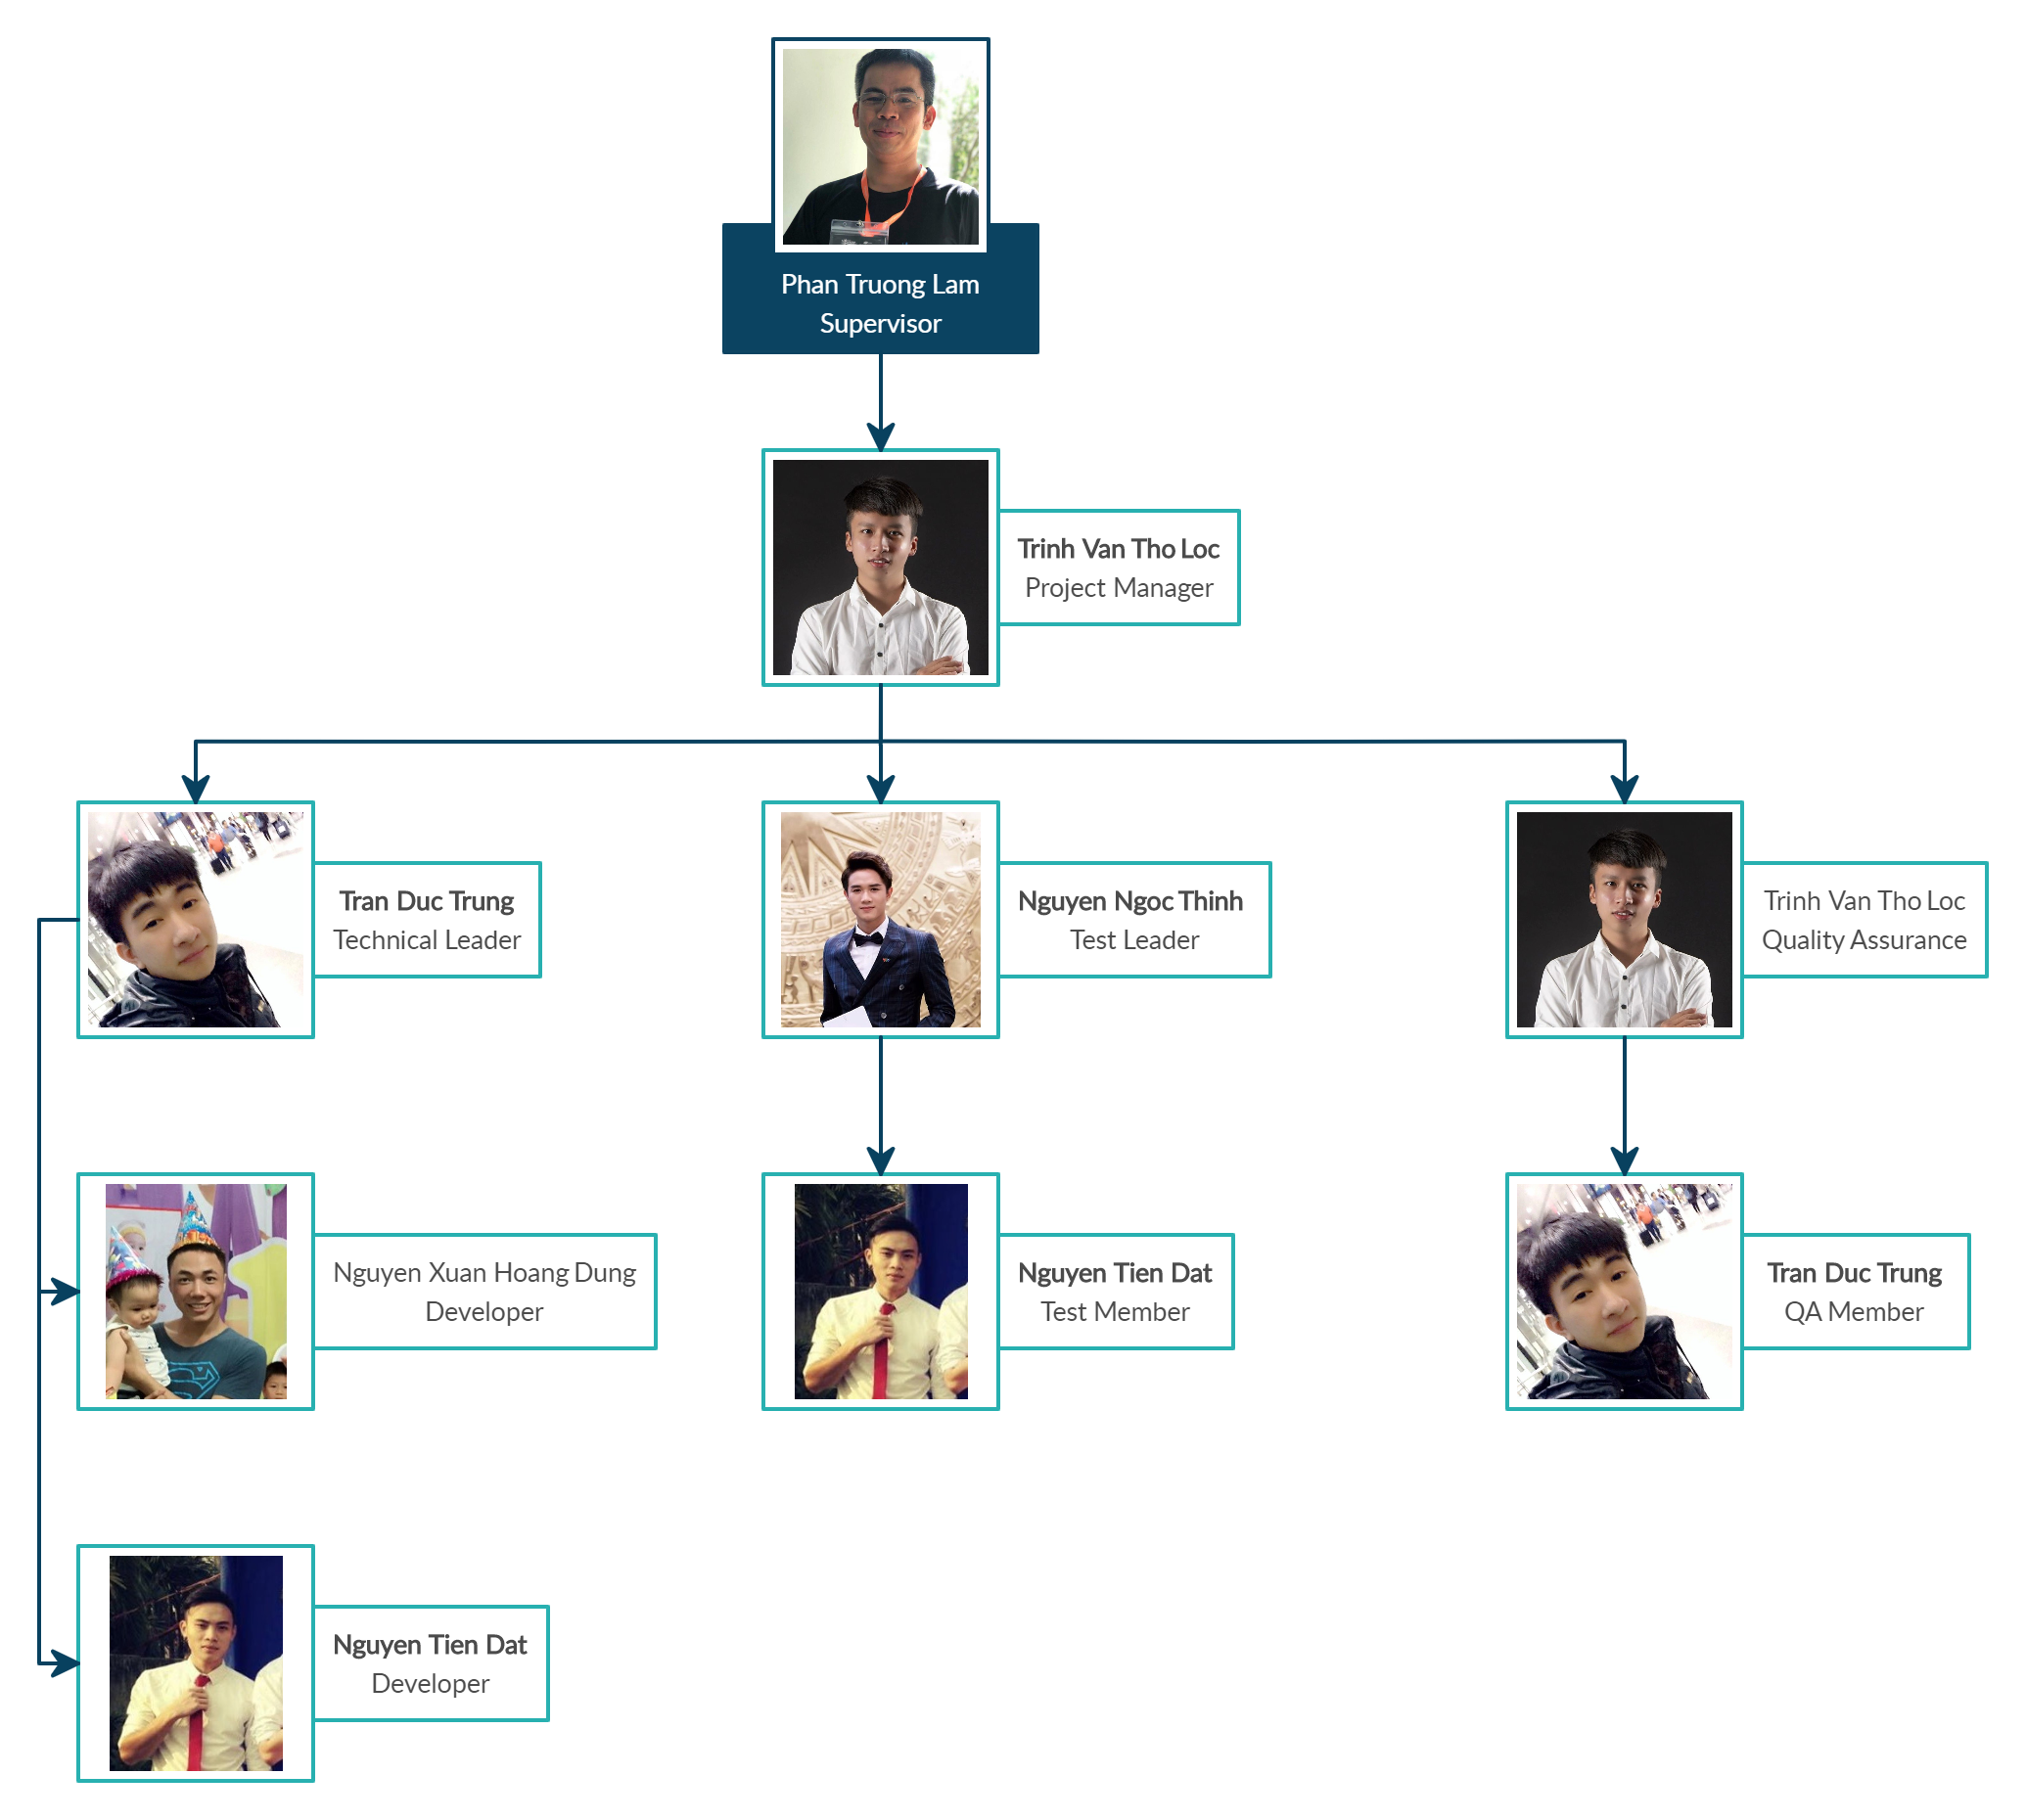 Phan Truong Lam
Supervisor
Trinh Van Tho Loc
Project Manager
Tran Duc Trung
Technical Leader
Nguyen Ngoc Thinh
Test Leader
Trinh Van Tho Loc
Quality Assurance
Nguyen Xuan Hoang Dung
Developer
Nguyen Tien Dat
Test Member
Tran Duc Trung
QA Member
Nguyen Tien Dat
Developer